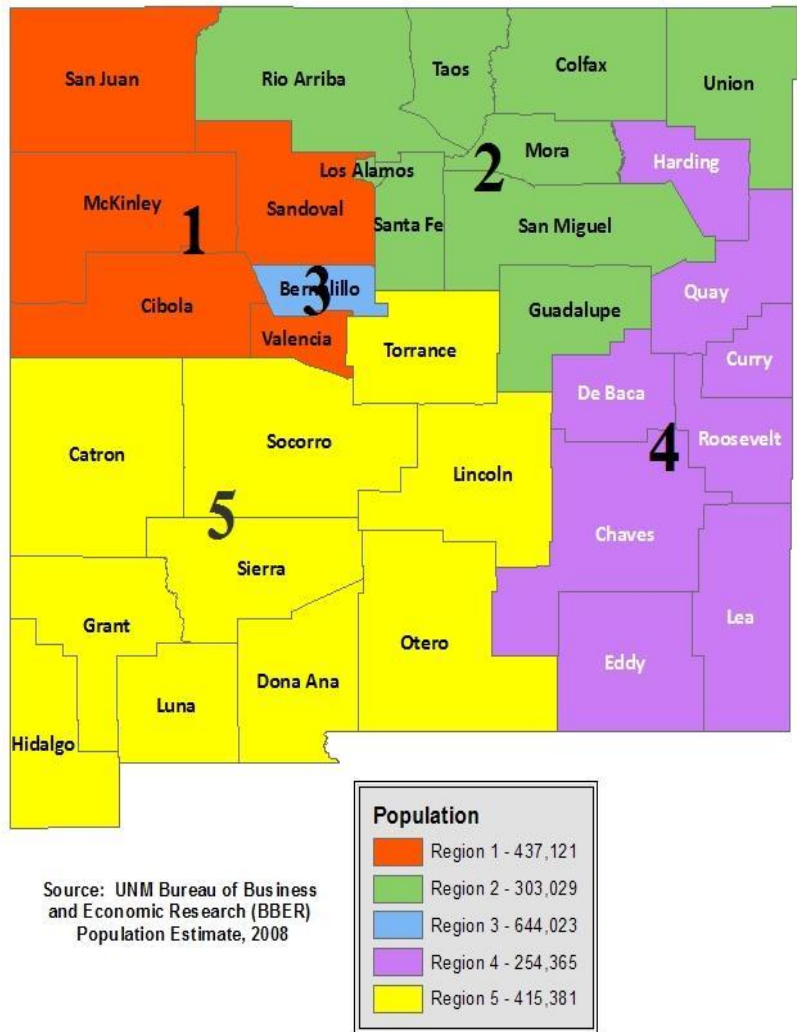 San Juan
Rio Arriba
Taos
Colfax
Union
Los Alamos
Mora
Harding
McKinley
Sandoval
2
1
Santa Fe
San Miguel
Bernalillo
3
Cibola
Quay
Valencia
Guadalupe
Torrance
Curry
De Baca
Catron
Socorro
Lincoln
4
Roosevelt
5
Chaves
Sierra
Grant
Otero
Lea
Eddy
Dona Ana
Luna
Hidalgo
Population
Region 1 - 437,121
Region 2 - 303,029
Region 3 - 644,023
Region 4 - 254,365
Region 5 - 415,381
Source: UNM Bureau of Business
and Economic Research (BBER)
Population Estimate, 2008